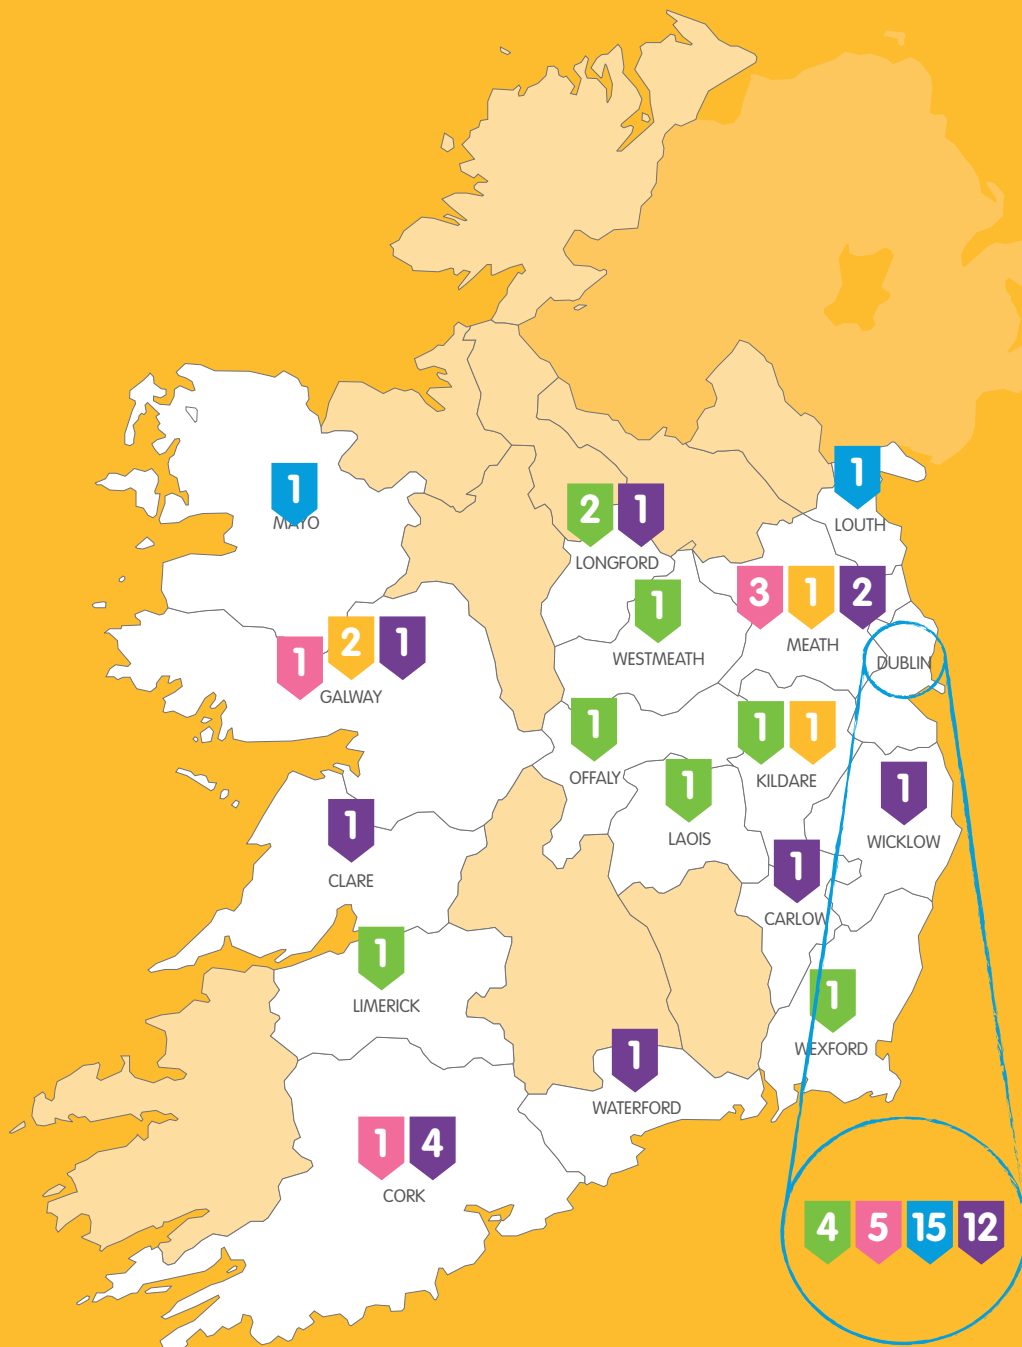 1
MAYO
1
LOUTH
2 1
LONGFORD
1
WESTMEATH
3 1 2
MEATH
DUBLIN
1 2 1
GALWAY
1
OFFALY
1 1
KILDARE
1
LAOIS
1
WICKLOW
1
CLARE
1
CARLOW
1
LIMERICK
1
WEXFORD
1
WATERFORD
1 4
CORK
4 5 15 12